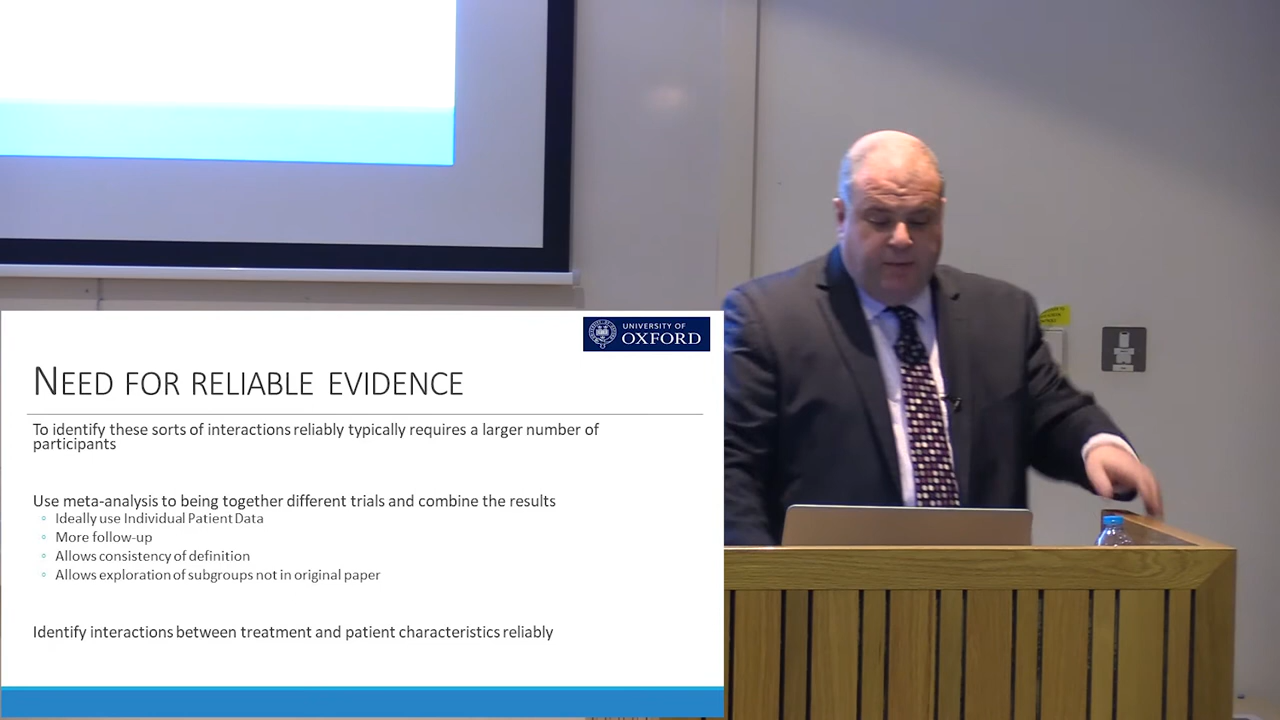 UNIVERSITY OF
OXFORD
NEED FOR RELIABLE EVIDENCE
To identify these sorts of interactions reliably typically requires a larger number of
participants
Use meta-analysis to being together different trials and combine the results
Ideally use Individual Patient Data
More follow-up
Allows consistency of definition
Allows exploration of subgroups not in original paper
Identify interactions between treatment and patient characteristics reliably